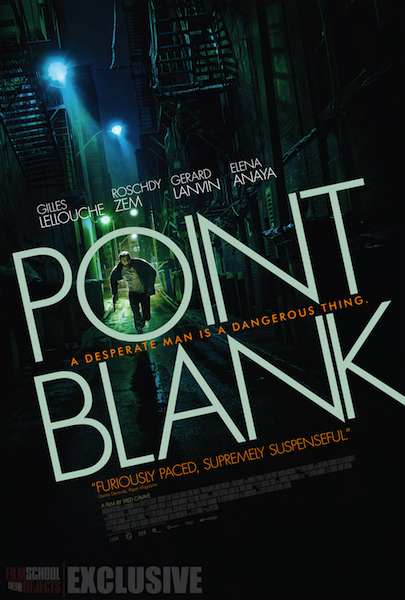 GILLES
LELLOUCHE
ROSCHDY
ZEM
GERARD
LANVIN
ELENA
ANAYA
POINT
A DESPERATE MAN IS A DANGEROUS THING.
BLANK
"FURIOUSLY PACED, SUPREMELY SUSPENSEFUL"
A FILM BY FRED CAVAYÉ
FILM SCHOOL
REJECTS
EXCLUSIVE